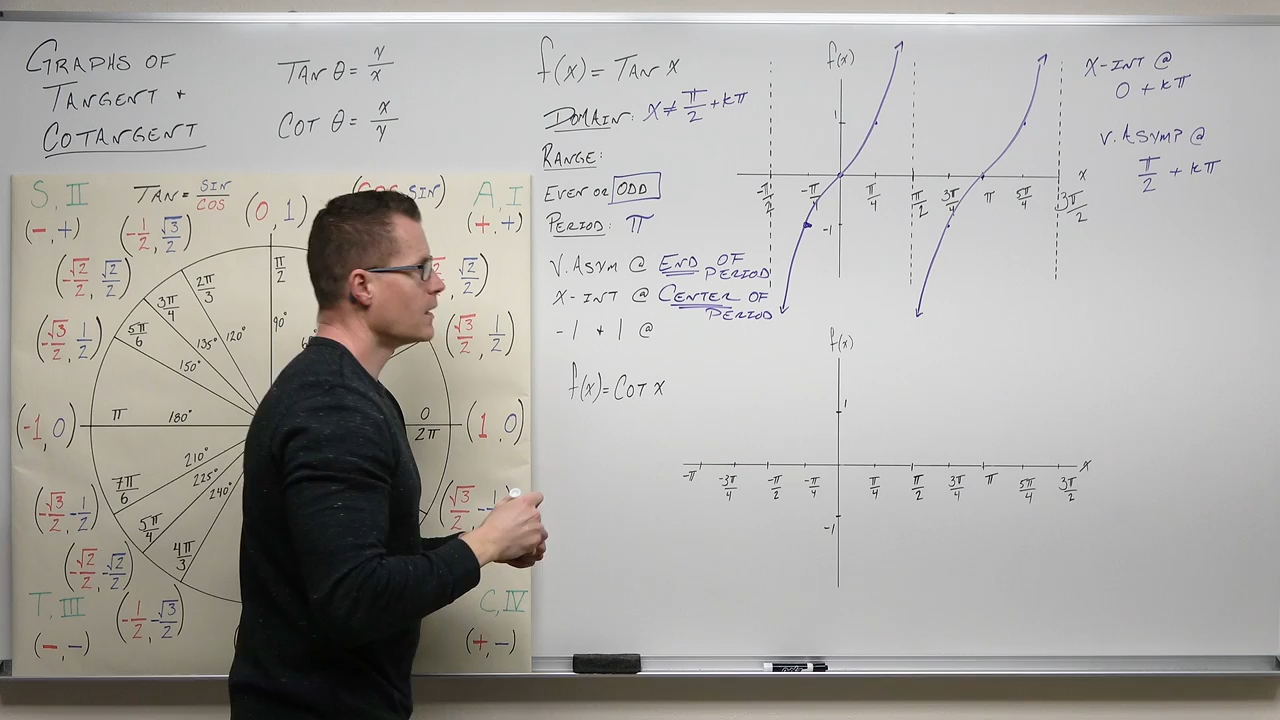 GRAPHS OF
TANGENT +
COTANGENT
TAN θ = y/x
COT θ = x/y
f(x) = TAN x
DOMAIN: x ≠ π/2 + kπ
RANGE:
EVEN OR ODD
PERIOD: π
V. ASYM @ END OF PERIOD
X-INT @ CENTER OF PERIOD
-1 + 1 @
f(x) = COT x
f(x)
1
-1
-π/2 -π/4 π/4 π/2 3π/4 π 5π/4 3π/2
x
X-INT @
0 + kπ
V. ASYMP @
π/2 + kπ
f(x)
1
-1
-π -3π/4 -π/2 -π/4 π/4 π/2 3π/4 π 5π/4 3π/2
x
S, II
(-, +)
TAN = SIN/COS
A, I
(+, +)
(0, 1)
(-1/2, √3/2)
(-√2/2, √2/2)
(-√3/2, 1/2)
(-1, 0)
(-√3/2, -1/2)
(-√2/2, -√2/2)
(-1/2, -√3/2)
√2/2)
(√3/2, 1/2)
(1, 0)
(√3/2, -1
π/2
90°
2π/3
120°
3π/4
135°
5π/6
150°
π
180°
7π/6
210°
5π/4
225°
4π/3
240°
0
2π
T, III
(-, -)
C, IV
(+, -)